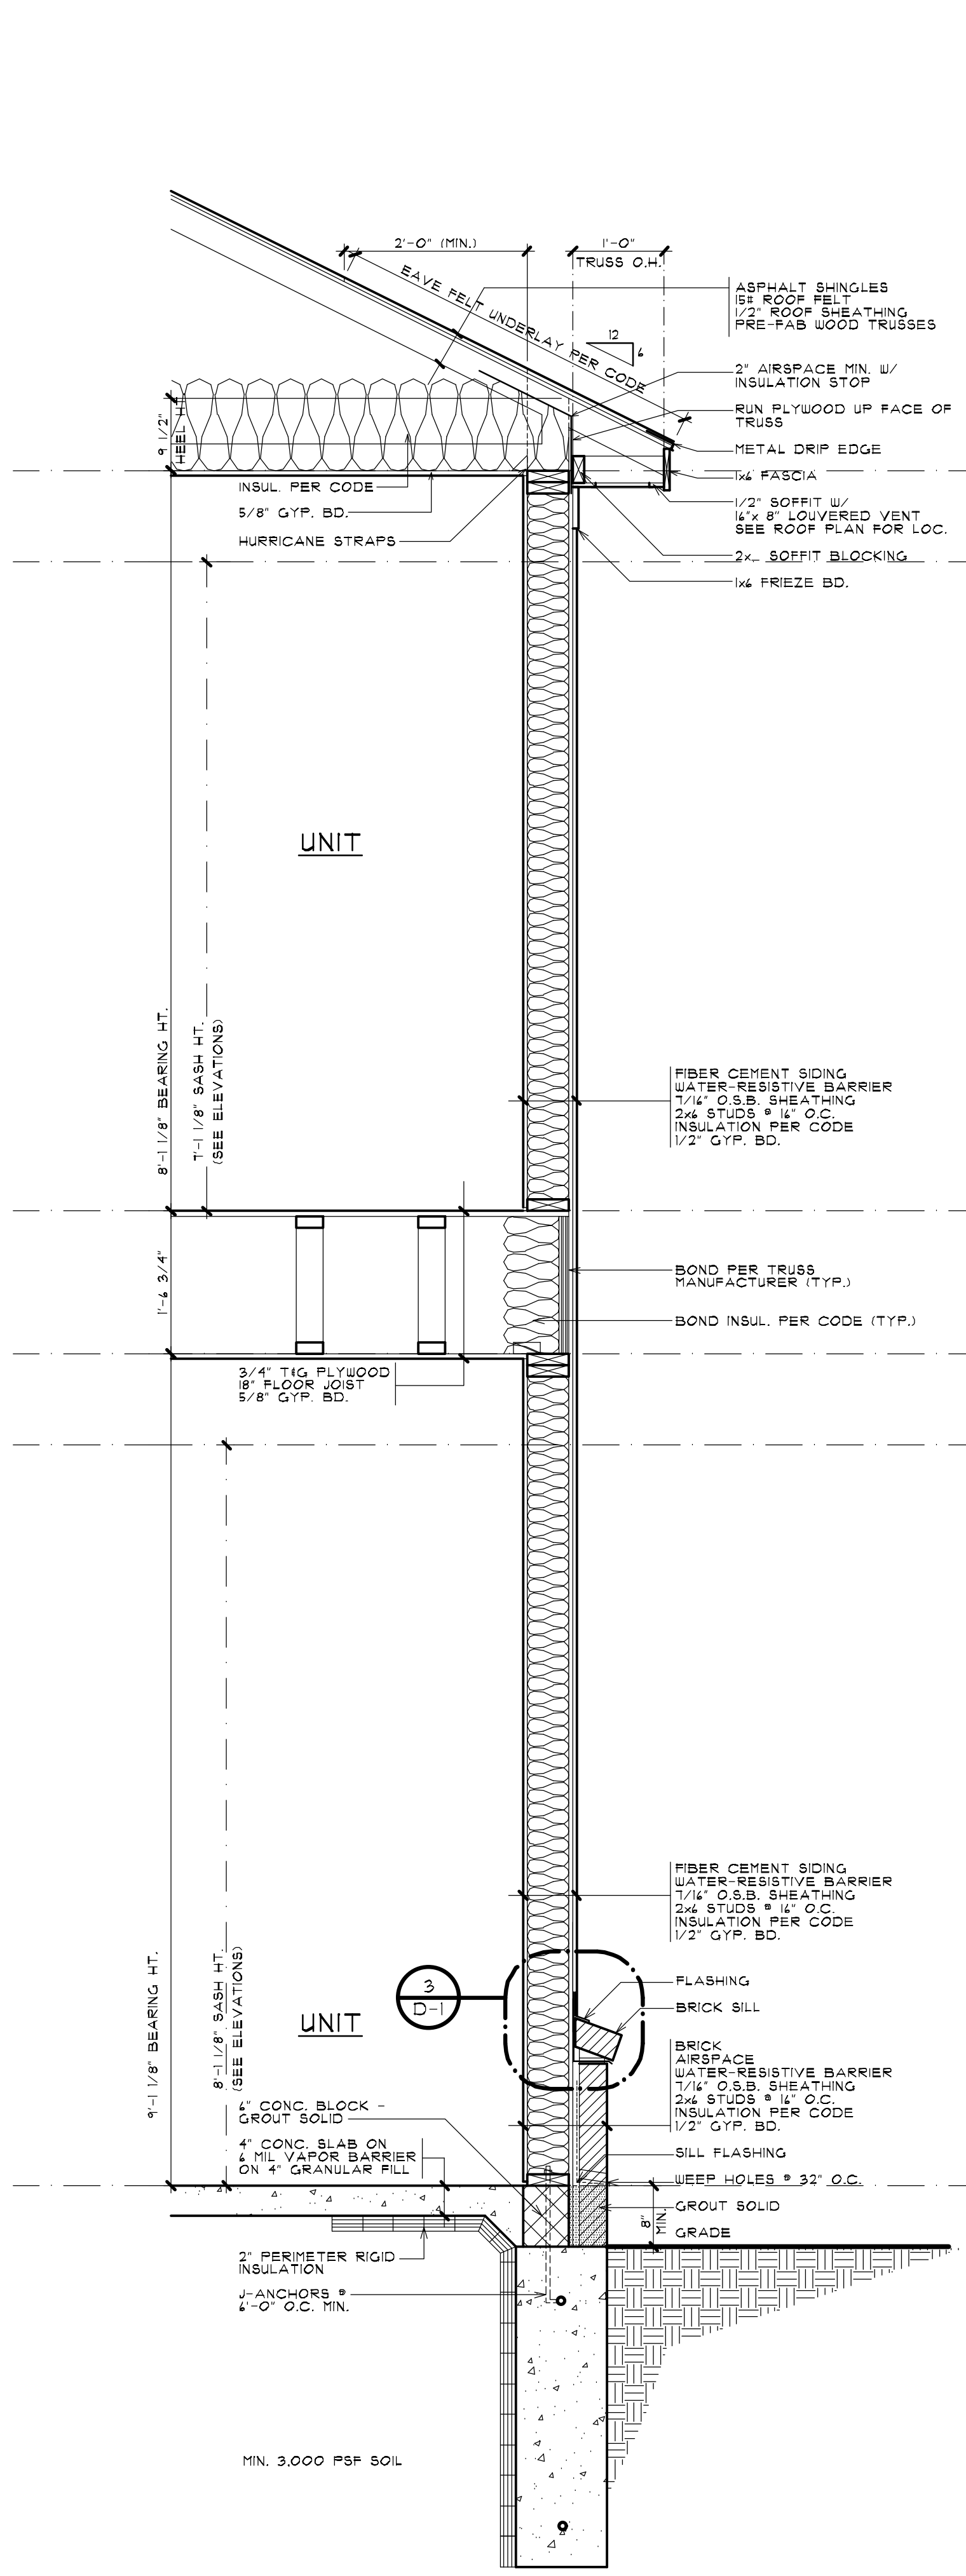 2'-0" (MIN.)
1'-0"
TRUSS O.H.
EAVE FELT UNDERLAY PER CODE
12
6
ASPHALT SHINGLES
15# ROOF FELT
1/2" ROOF SHEATHING
PRE-FAB WOOD TRUSSES
2" AIRSPACE MIN. W/
INSULATION STOP
RUN PLYWOOD UP FACE OF
TRUSS
METAL DRIP EDGE
1x6 FASCIA
1/2" SOFFIT W/
16"x 8" LOUVERED VENT
SEE ROOF PLAN FOR LOC.
2x_ SOFFIT BLOCKING
1x6 FRIEZE BD.
9 1/2"
HEEL HT.
INSUL. PER CODE
5/8" GYP. BD.
HURRICANE STRAPS
UNIT
8'-1 1/8" BEARING HT.
7'-1 1/8" SASH HT.
(SEE ELEVATIONS)
FIBER CEMENT SIDING
WATER-RESISTIVE BARRIER
7/16" O.S.B. SHEATHING
2x6 STUDS @ 16" O.C.
INSULATION PER CODE
1/2" GYP. BD.
1'-6 3/4"
BOND PER TRUSS
MANUFACTURER (TYP.)
BOND INSUL. PER CODE (TYP.)
3/4" T&G PLYWOOD
18" FLOOR JOIST
5/8" GYP. BD.
FIBER CEMENT SIDING
WATER-RESISTIVE BARRIER
7/16" O.S.B. SHEATHING
2x6 STUDS @ 16" O.C.
INSULATION PER CODE
1/2" GYP. BD.
9'-1 1/8" BEARING HT.
8'-1 1/8" SASH HT.
(SEE ELEVATIONS)
UNIT
3
D-1
FLASHING
BRICK SILL
BRICK
AIRSPACE
WATER-RESISTIVE BARRIER
7/16" O.S.B. SHEATHING
2x6 STUDS @ 16" O.C.
INSULATION PER CODE
1/2" GYP. BD.
6" CONC. BLOCK -
GROUT SOLID
4" CONC. SLAB ON
6 MIL VAPOR BARRIER
ON 4" GRANULAR FILL
SILL FLASHING
WEEP HOLES @ 32" O.C.
GROUT SOLID
8"
MIN.
GRADE
2" PERIMETER RIGID
INSULATION
J-ANCHORS @
6'-0" O.C. MIN.
MIN. 3,000 PSF SOIL